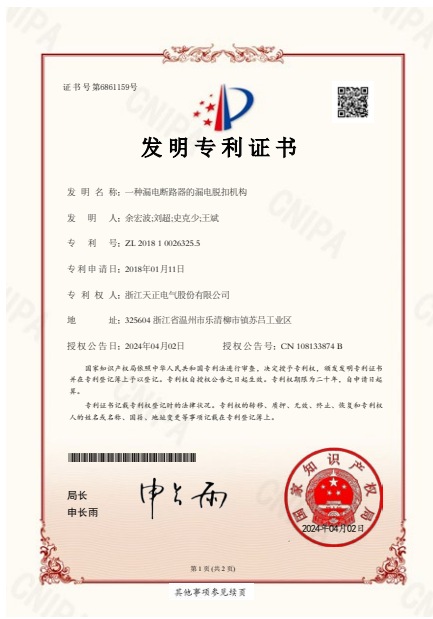 证书号第6861159号
发明专利证书
发 明 名 称：一种漏电断路器的漏电脱扣机构
发 明 人：余宏波;刘超;史克少;王斌
专 利 号：ZL 2018 1 0026325.5
专利申请日：2018年01月11日
专 利 权 人：浙江天正电气股份有限公司
地 址：325604 浙江省温州市乐清柳市镇苏吕工业区
授权公告日：2024年04月02日 授权公告号：CN 108133874 B
国家知识产权局依照中华人民共和国专利法进行审查，决定授予专利权，颁发发明专利证书
并在专利登记簿上予以登记。专利权自授权公告之日起生效。专利权期限为二十年，自申请日起
算。
专利证书记载专利权登记时的法律状况。专利权的转移、质押、无效、终止、恢复和专利权
人的姓名或名称、国籍、地址变更等事项记载在专利登记簿上。
局长
申长雨
申长雨
国家知识产权局
2024年04月02日
第 1 页 (共 2 页)
其他事项参见续页
CNIPA
CNIPA
CNIPA
CNIPA
CNIPA
CNIPA